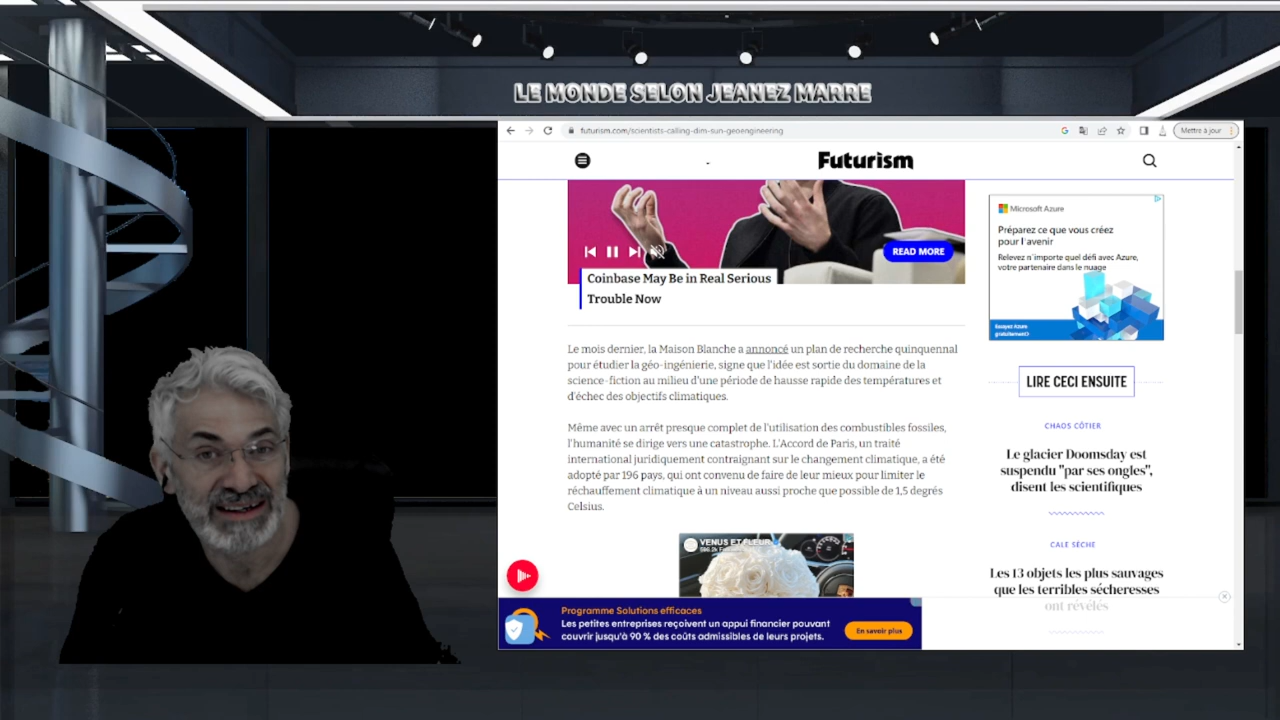 LE MONDE SELON JEANEZ MARRE
futurism.com/scientists-calling-dim-sun-geoengineering
Mettre à jour
Futurism
READ MORE
Coinbase May Be in Real Serious
Trouble Now
Le mois dernier, la Maison Blanche a annoncé un plan de recherche quinquennal
pour étudier la géo-ingénierie, signe que l'idée est sortie du domaine de la
science-fiction au milieu d'une période de hausse rapide des températures et
d'échec des objectifs climatiques.
Même avec un arrêt presque complet de l'utilisation des combustibles fossiles,
l'humanité se dirige vers une catastrophe. L'Accord de Paris, un traité
international juridiquement contraignant sur le changement climatique, a été
adopté par 196 pays, qui ont convenu de faire de leur mieux pour limiter le
réchauffement climatique à un niveau aussi proche que possible de 1,5 degrés
Celsius.
VENUS ET FLEUR
Programme Solutions efficaces
Les petites entreprises reçoivent un appui financier pouvant
couvrir jusqu'à 90 % des coûts admissibles de leurs projets.
En savoir plus
Microsoft Azure
Préparez ce que vous créez
pour l'avenir
Relevez n'importe quel défi avec Azure,
votre partenaire dans le nuage
Essayez Azure
gratuitement>
LIRE CECI ENSUITE
CHAOS CÔTIER
Le glacier Doomsday est
suspendu "par ses ongles",
disent les scientifiques
CALE SÈCHE
Les 13 objets les plus sauvages
que les terribles sécheresses
ont révélés